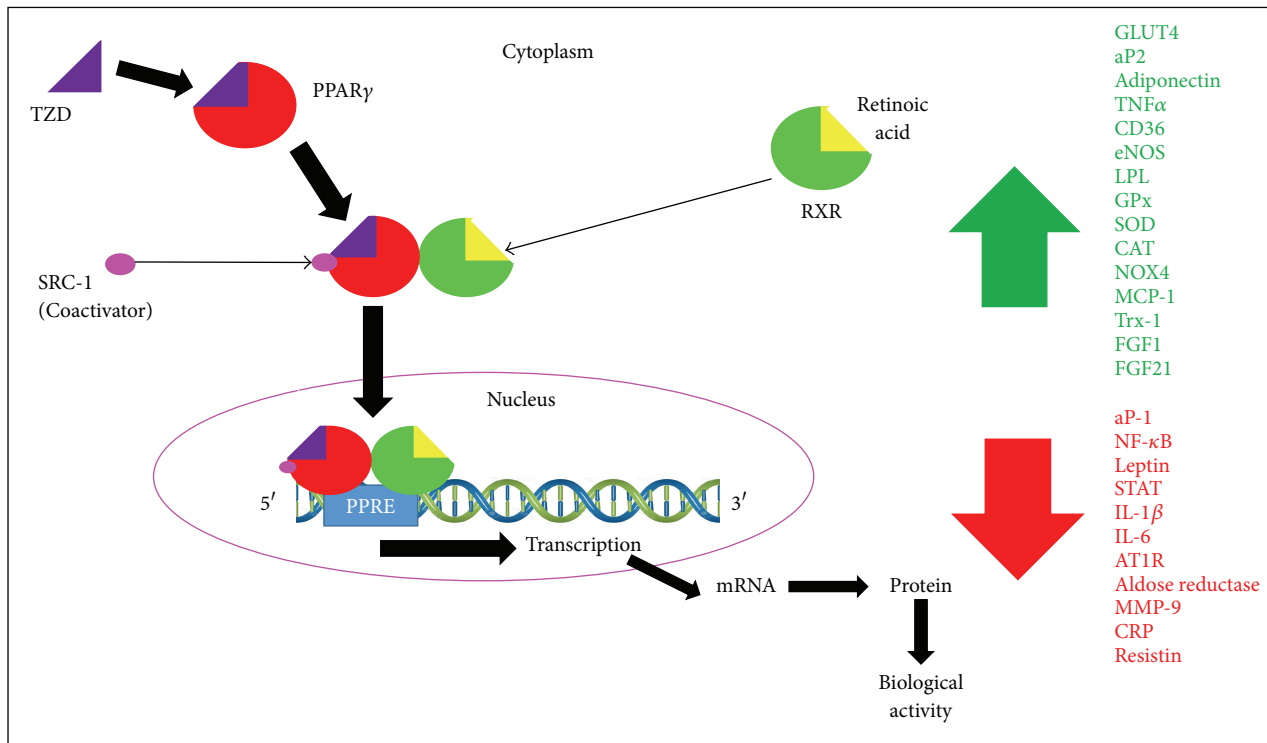 Cytoplasm
TZD
PPARγ
Retinoic
acid
RXR
SRC-1
(Coactivator)
Nucleus
5′
PPRE
3′
Transcription
mRNA
Protein
Biological
activity
GLUT4
aP2
Adiponectin
TNFα
CD36
eNOS
LPL
GPx
SOD
CAT
NOX4
MCP-1
Trx-1
FGF1
FGF21
aP-1
NF-κB
Leptin
STAT
IL-1β
IL-6
AT1R
Aldose reductase
MMP-9
CRP
Resistin